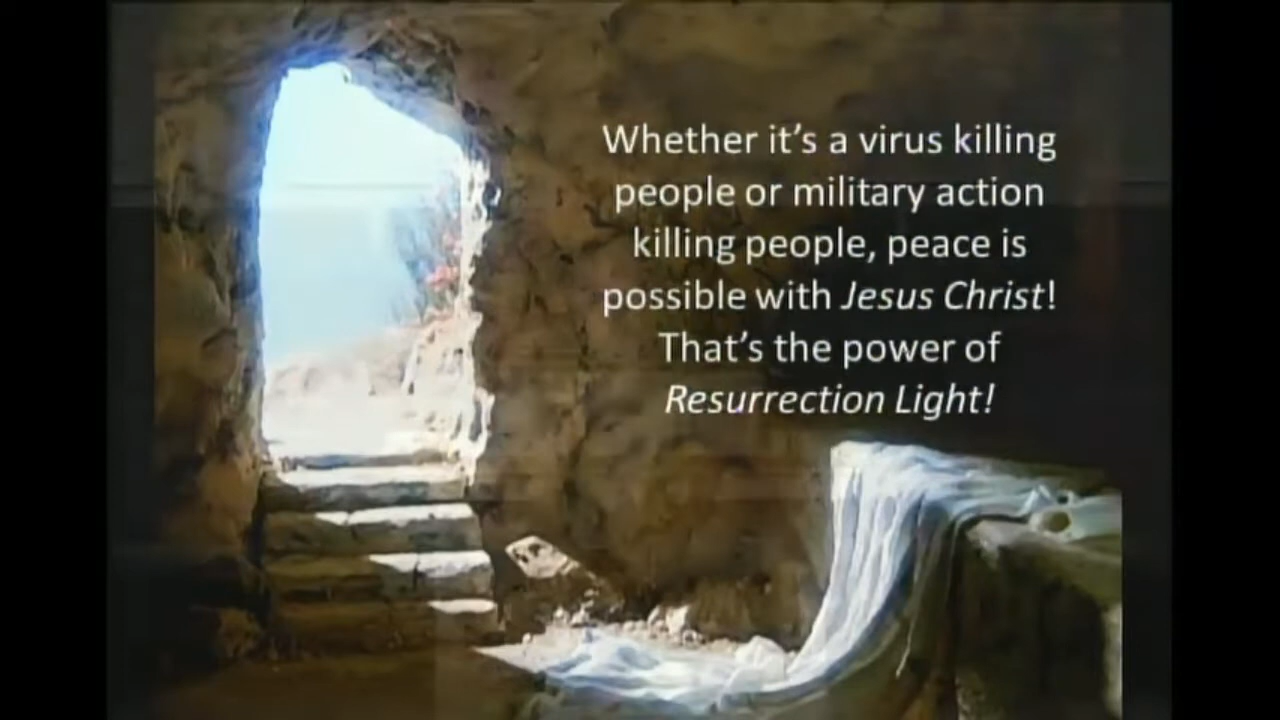 Whether it’s a virus killing
people or military action
killing people, peace is
possible with Jesus Christ!
That’s the power of
Resurrection Light!